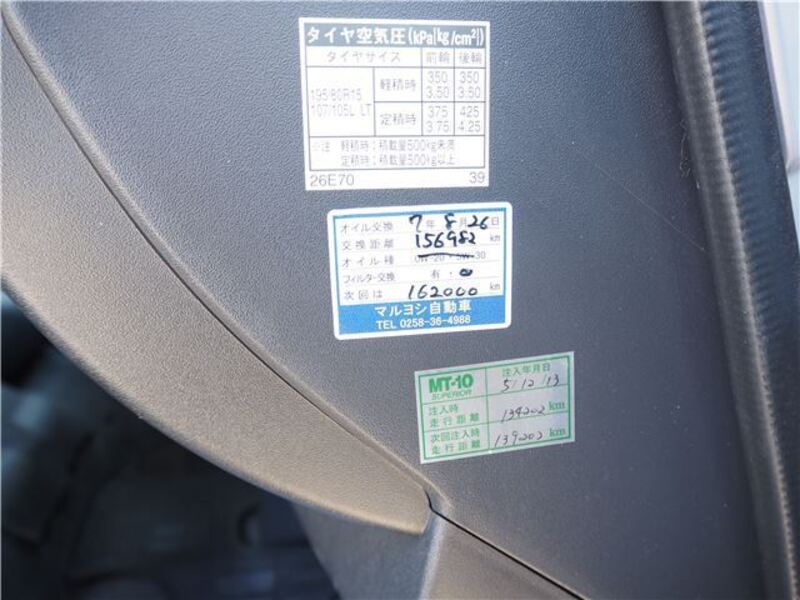 タイヤ空気圧(kPa[kg/cm²])
タイヤサイズ 前輪 後輪
195/80R15 107/105L LT
軽積時 350 3.50 350 3.50
定積時 375 3.75 425 4.25
注 軽積時:積載量500kg未満
定積時:積載量500kg以上
26E70 39
オイル交換 7年8月26日
交換距離 156982 km
オイル種 0W-20・5W-30
フィルター交換 有・
次回は 162000 km
マルヨシ自動車
TEL 0258-36-4988
MT-10 SUPERIOR
注入年月日
5/12/13
注入時走行距離 134202 km
次回注入時走行距離 139202 km